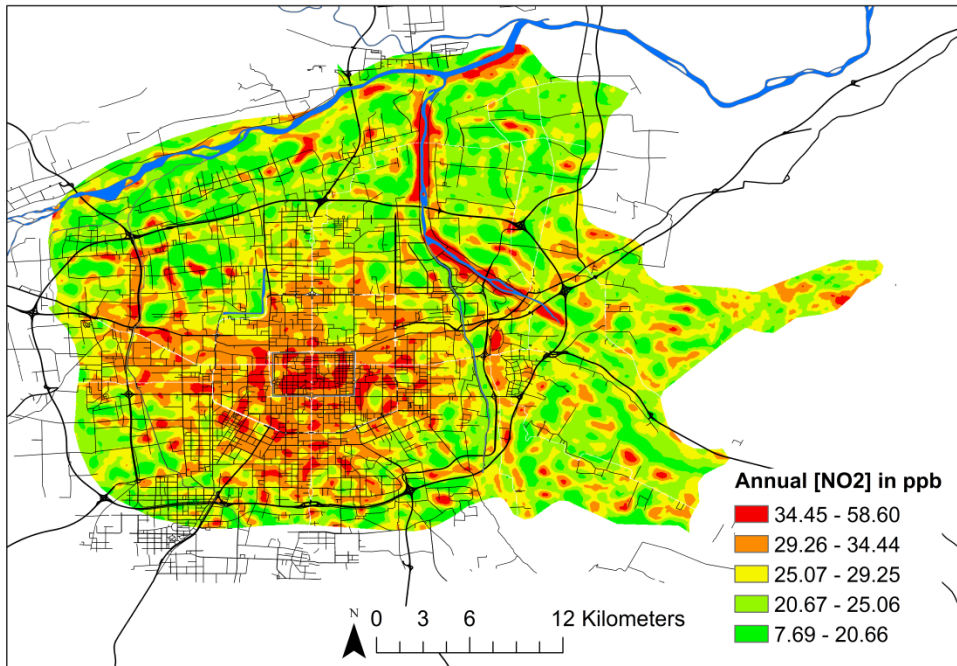 Annual [NO2] in ppb
34.45 - 58.60
29.26 - 34.44
25.07 - 29.25
20.67 - 25.06
7.69 - 20.66
N
0 3 6 12 Kilometers